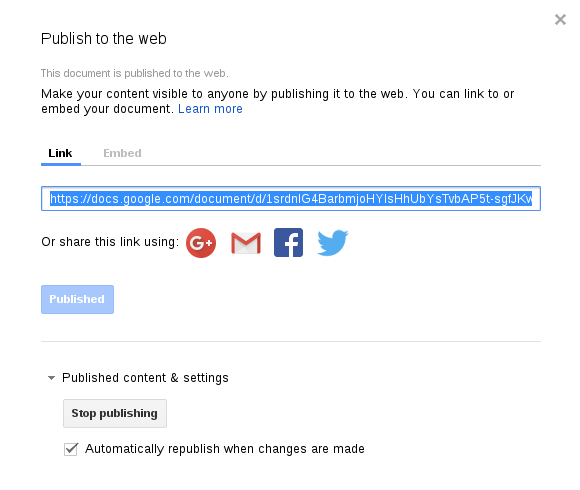 Publish to the web
This document is published to the web.
Make your content visible to anyone by publishing it to the web. You can link to or
embed your document. Learn more
Link Embed
https://docs.google.com/document/d/1srdnlG4BarbmjoHYlsHhUbYsTvbAP5t-sgfJKw
Or share this link using: G+ f
Published
Published content & settings
Stop publishing
Automatically republish when changes are made